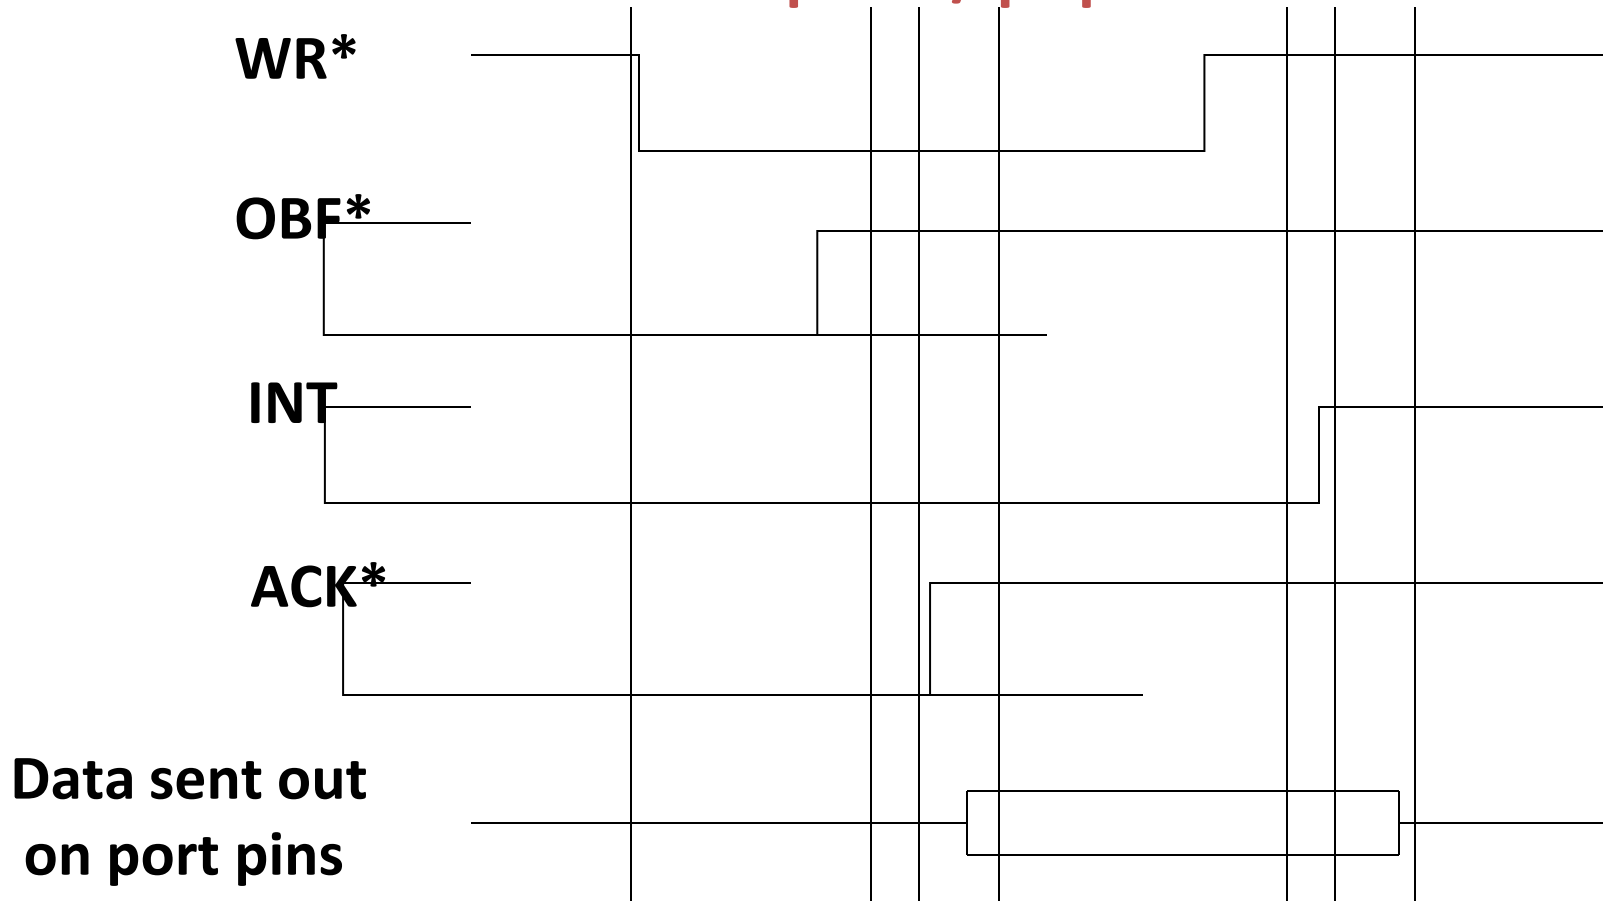 WR*
OBF*
INT
ACK*
Data sent out
on port pins